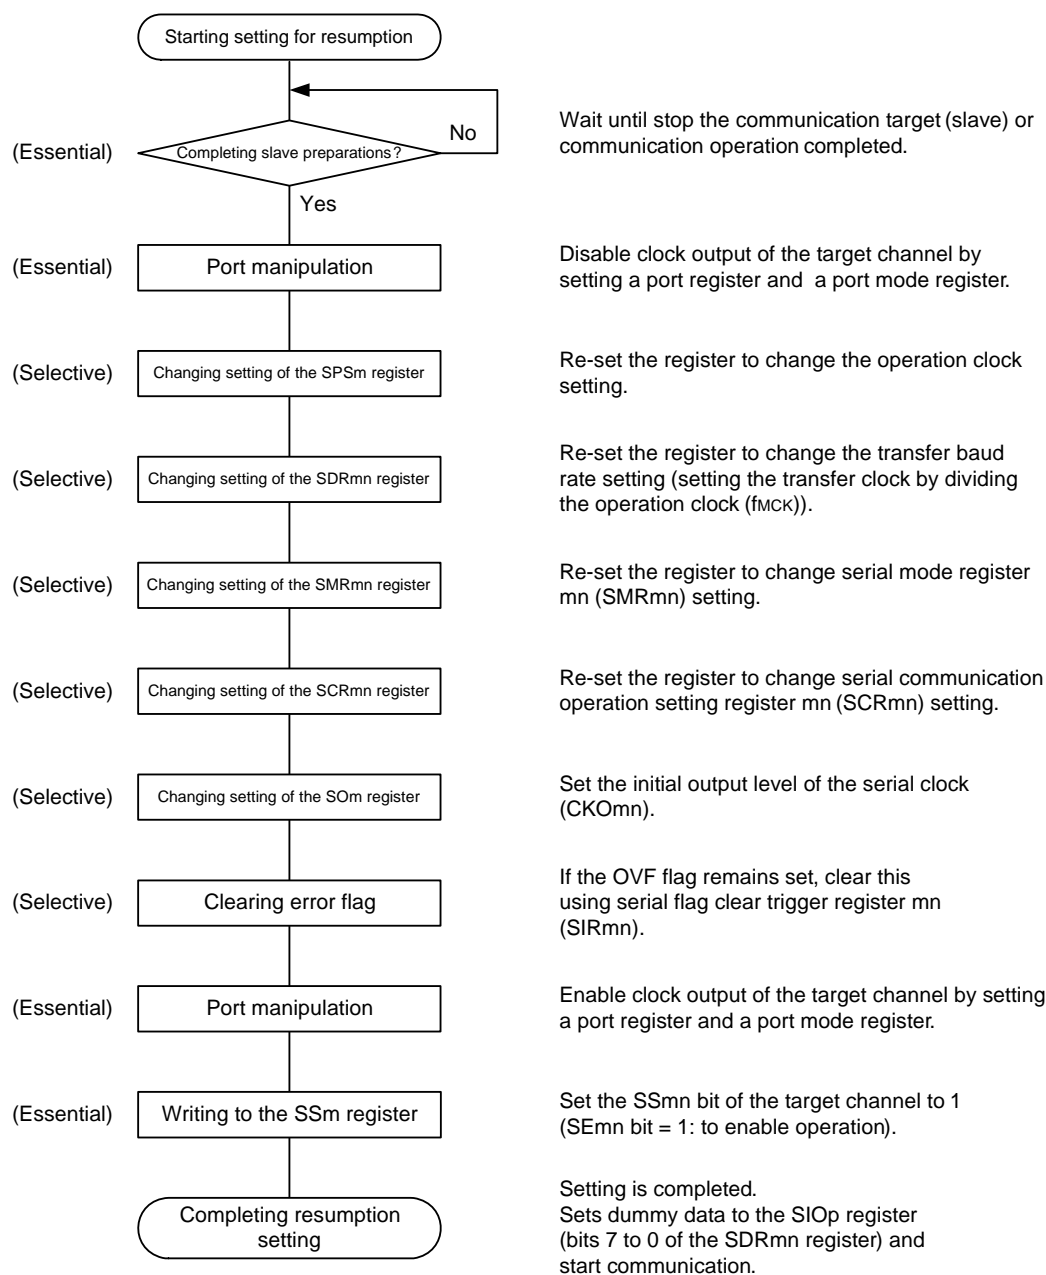 Starting setting for resumption
(Essential)
Completing slave preparations?
No
Yes
Wait until stop the communication target (slave) or
communication operation completed.
(Essential)
Port manipulation
Disable clock output of the target channel by
setting a port register and a port mode register.
(Selective)
Changing setting of the SPSm register
Re-set the register to change the operation clock
setting.
(Selective)
Changing setting of the SDRmn register
Re-set the register to change the transfer baud
rate setting (setting the transfer clock by dividing
the operation clock (fMCK)).
(Selective)
Changing setting of the SMRmn register
Re-set the register to change serial mode register
mn (SMRmn) setting.
(Selective)
Changing setting of the SCRmn register
Re-set the register to change serial communication
operation setting register mn (SCRmn) setting.
(Selective)
Changing setting of the SOm register
Set the initial output level of the serial clock
(CKOmn).
(Selective)
Clearing error flag
If the OVF flag remains set, clear this
using serial flag clear trigger register mn
(SIRmn).
(Essential)
Port manipulation
Enable clock output of the target channel by setting
a port register and a port mode register.
(Essential)
Writing to the SSm register
Set the SSmn bit of the target channel to 1
(SEmn bit = 1: to enable operation).
Completing resumption
setting
Setting is completed.
Sets dummy data to the SIOp register
(bits 7 to 0 of the SDRmn register) and
start communication.